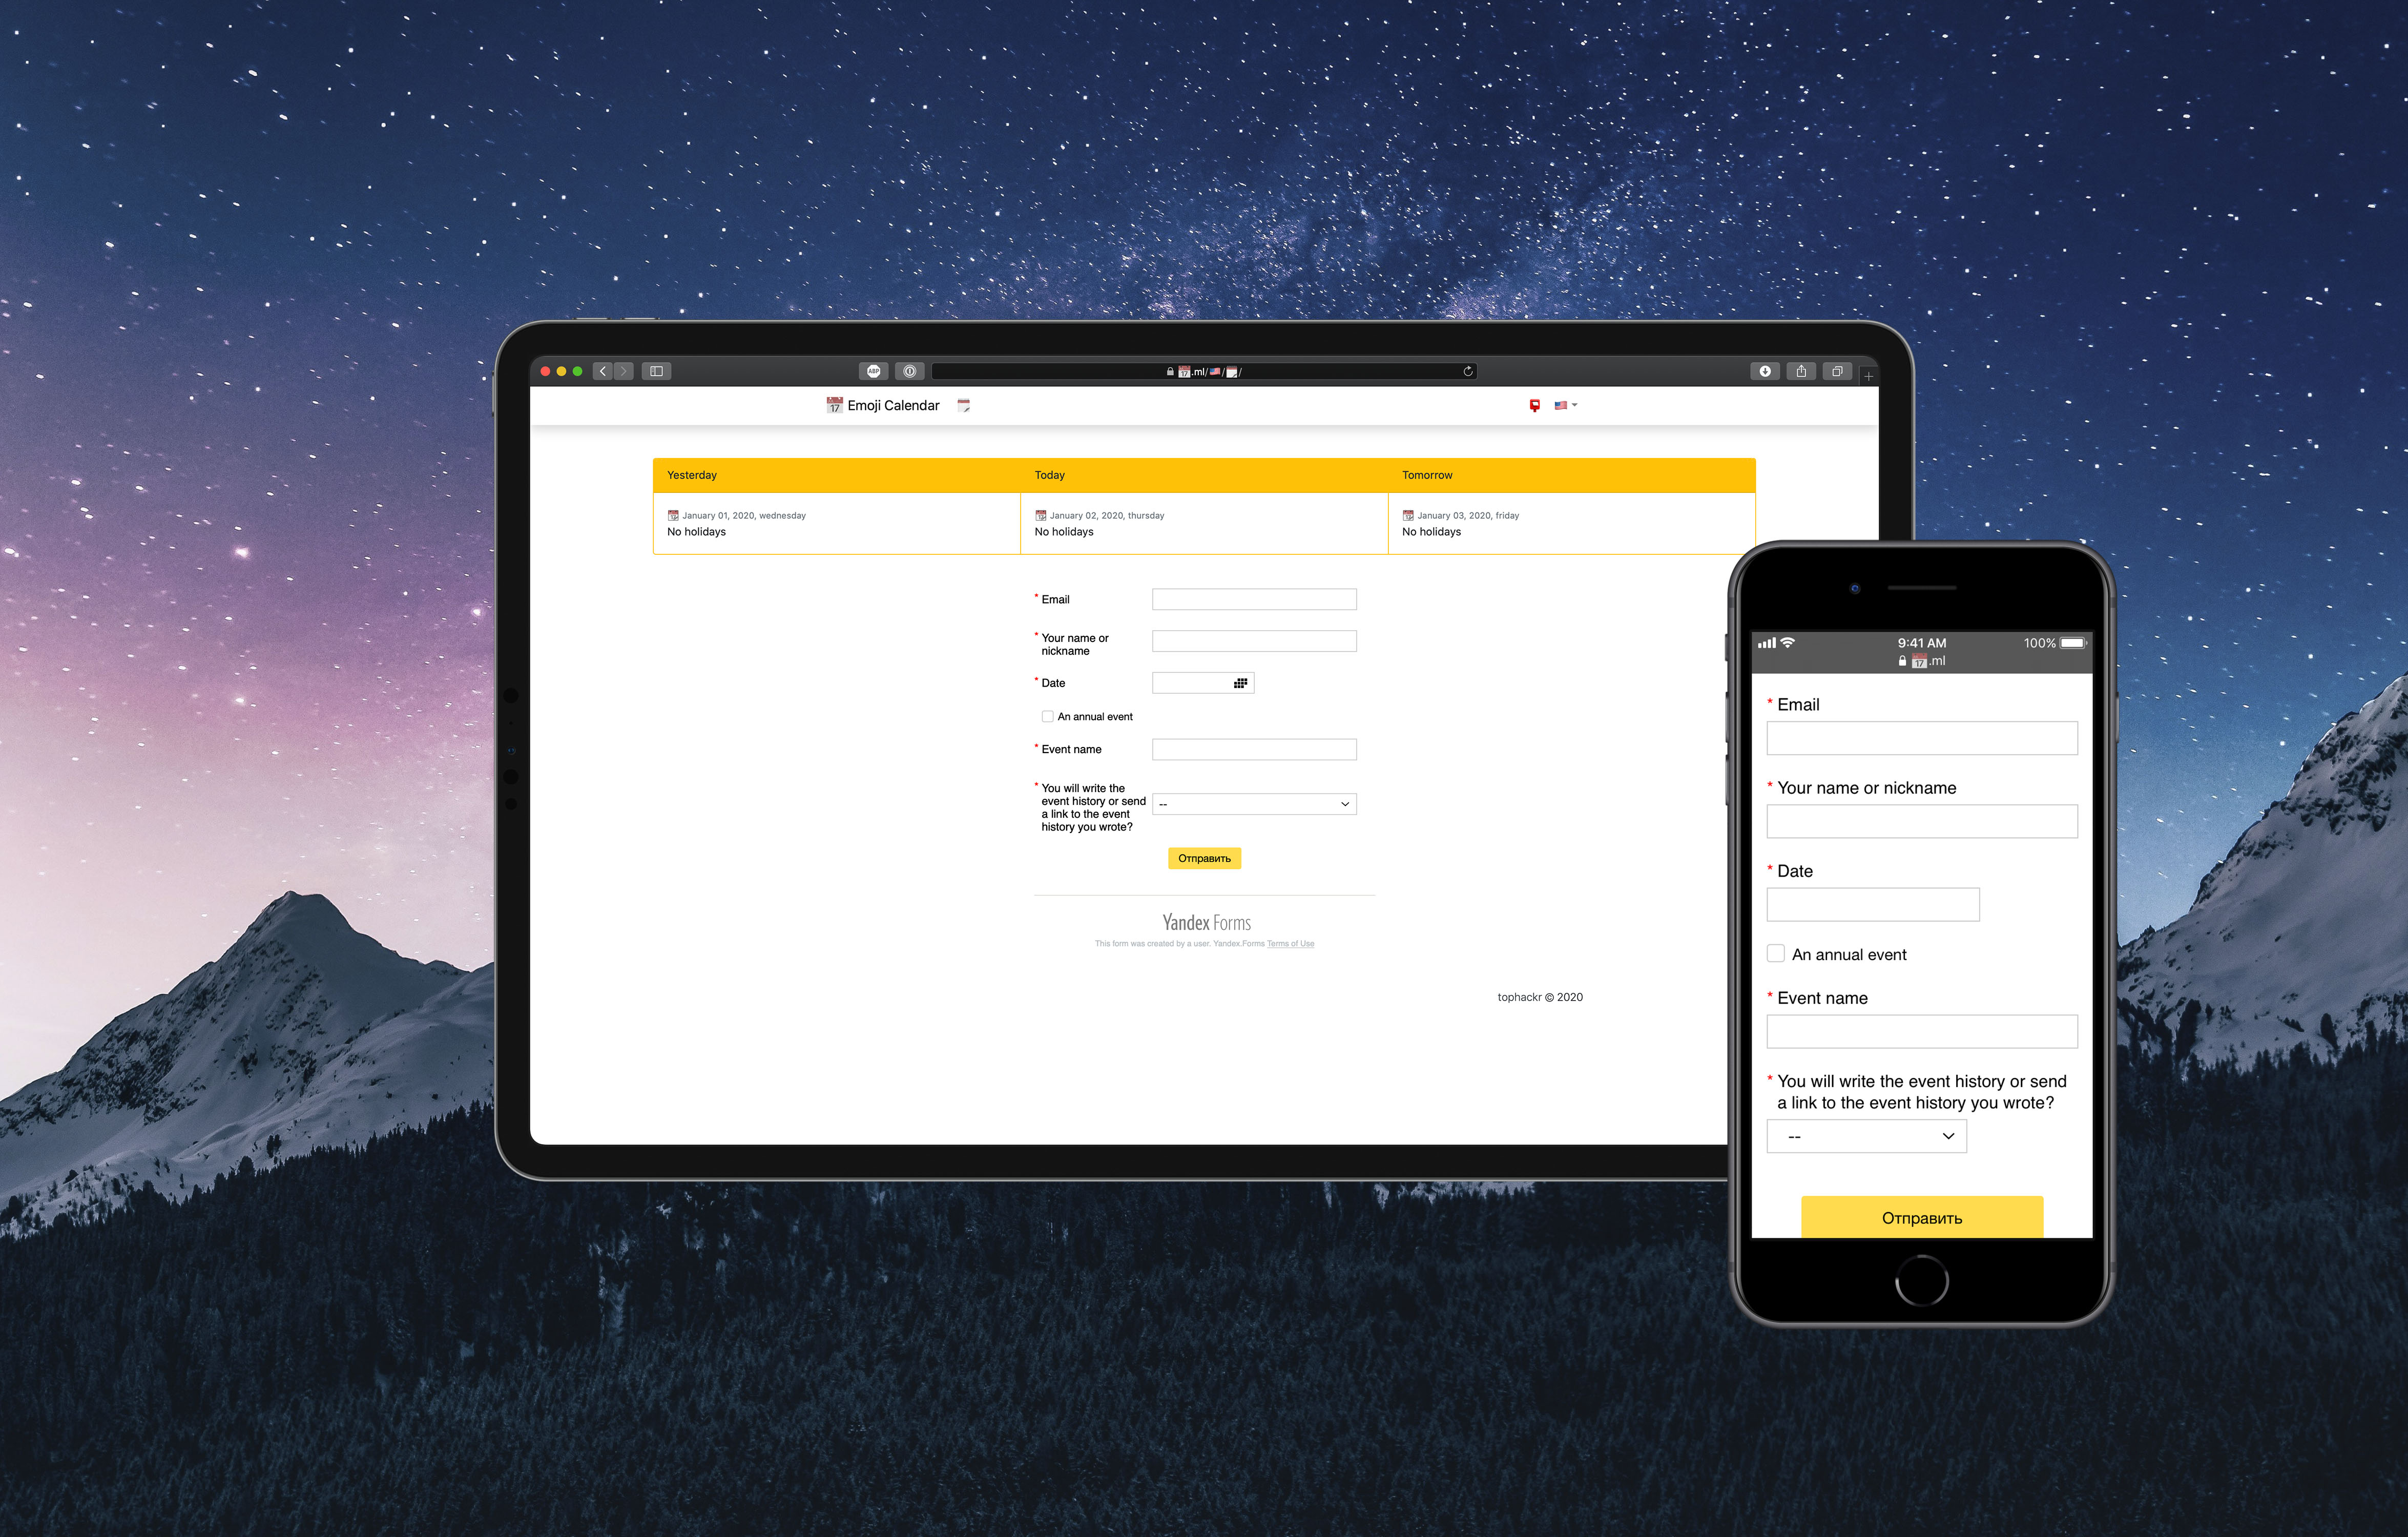 ABP
📅.ml/🇺🇸/🗒/
17 Emoji Calendar
Yesterday Today Tomorrow
January 01, 2020, wednesday
No holidays
January 02, 2020, thursday
No holidays
January 03, 2020, friday
No holidays
* Email
* Your name or
nickname
* Date
An annual event
* Event name
* You will write the
event history or send
a link to the event
history you wrote?
--
Отправить
Yandex Forms
This form was created by a user. Yandex.Forms Terms of Use
tophackr © 2020
9:41 AM
100%
17 .ml
* Email
* Your name or nickname
* Date
An annual event
* Event name
* You will write the event history or send
a link to the event history you wrote?
--
Отправить